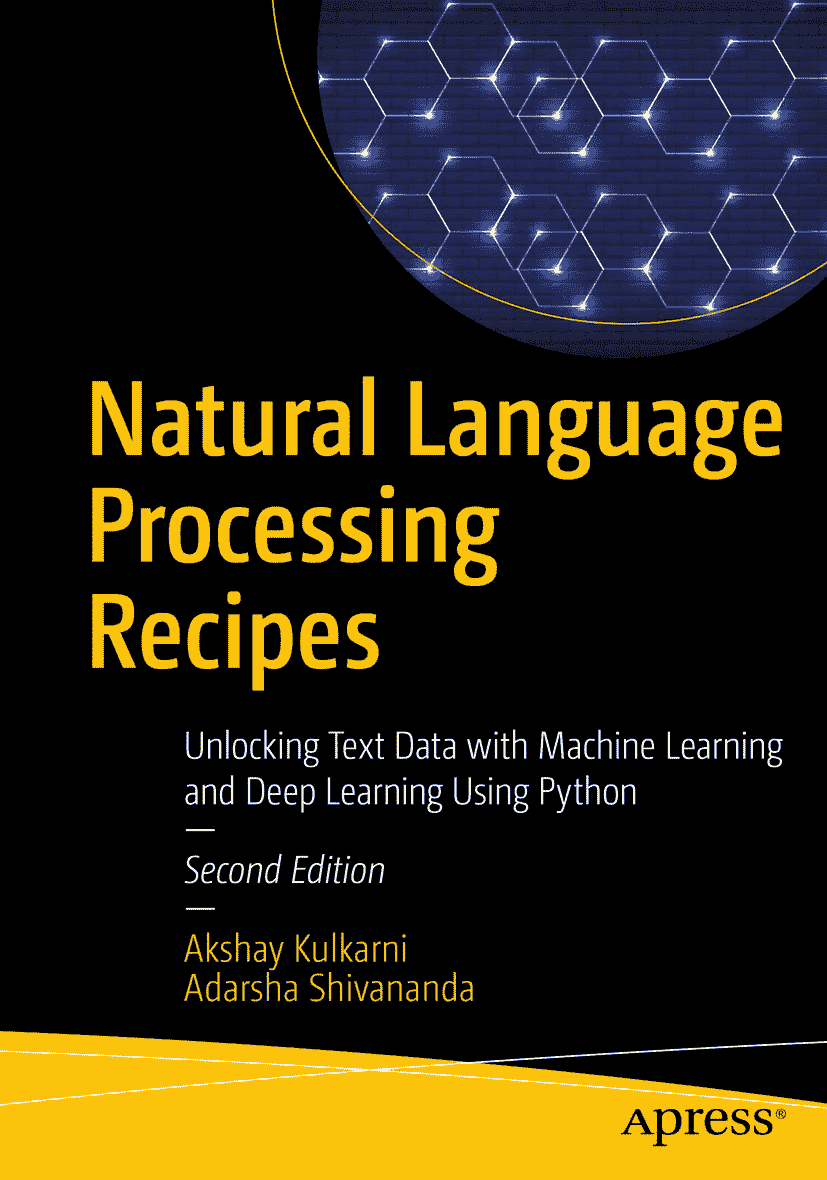 Natural Language
Processing
Recipes
Unlocking Text Data with Machine Learning
and Deep Learning Using Python
Second Edition
Akshay Kulkarni
Adarsha Shivananda
Apress®